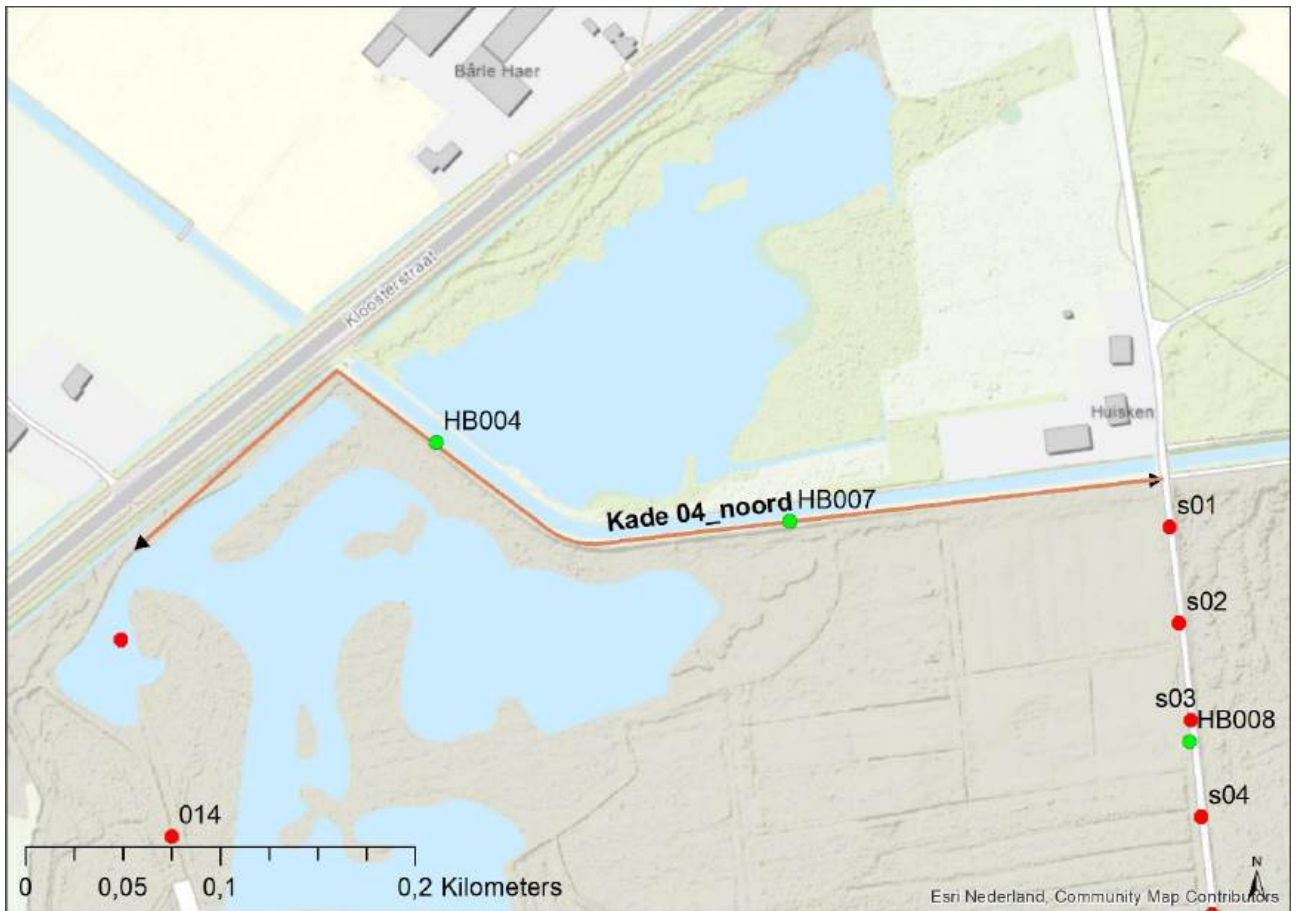 Bårle Haer
Kloosterstraat
HB004
Huisken
Kade 04_noord
HB007
s01
s02
s03
HB008
s04
014
0 0,05 0,1 0,2 Kilometers
N
Esri Nederland, Community Map Contributors